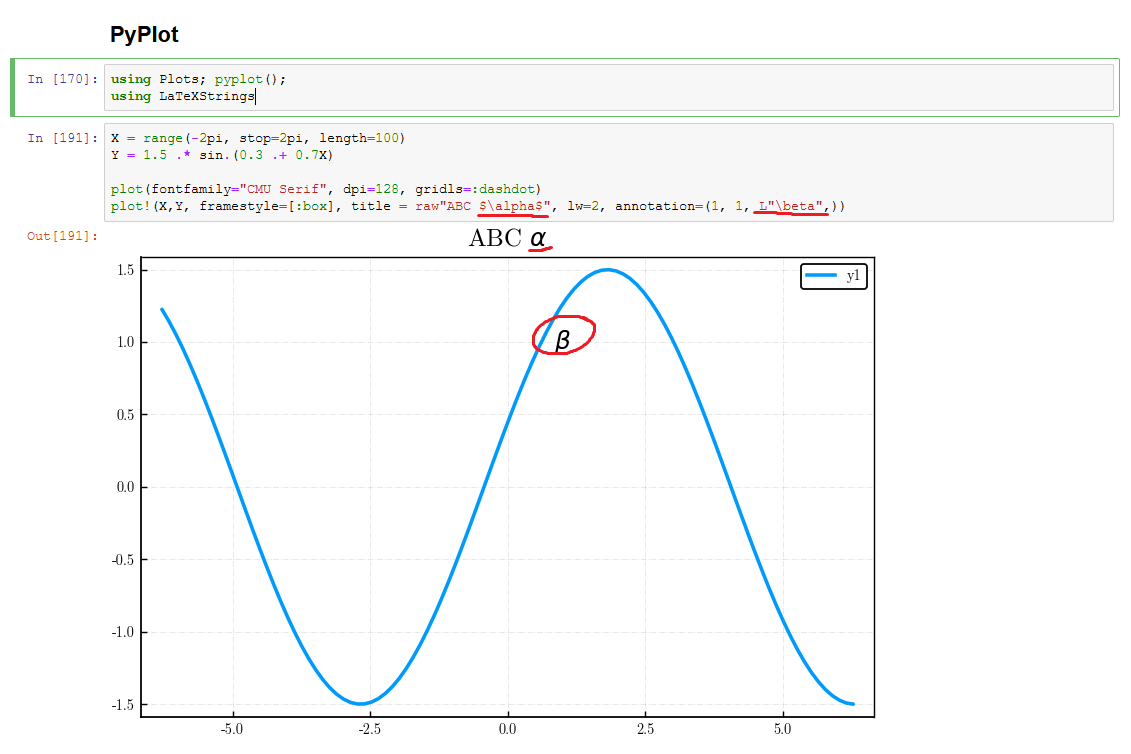 PyPlot
In [170]: using Plots; pyplot();
using LaTeXStrings
In [191]: X = range(-2pi, stop=2pi, length=100)
Y = 1.5 .* sin.(0.3 .+ 0.7X)
plot(fontfamily="CMU Serif", dpi=128, gridls=:dashdot)
plot!(X,Y, framestyle=[:box], title = raw"ABC $\alpha$", lw=2, annotation=(1, 1, L"\beta",))
Out[191]:
ABC α
y1
1.5
β
1.0
0.5
0.0
-0.5
-1.0
-1.5
-5.0 -2.5 0.0 2.5 5.0